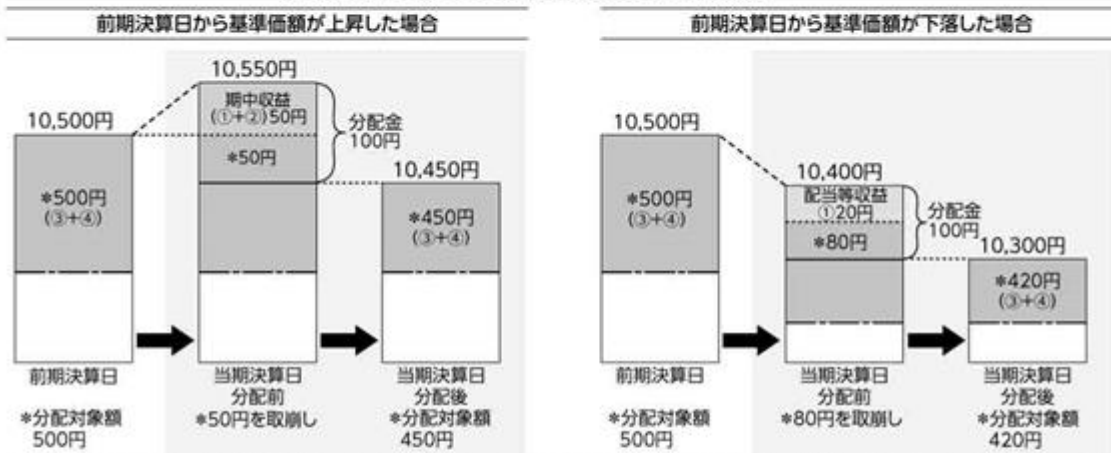 前期決算日から基準価額が上昇した場合
10,550円
期中収益
(①+②)50円
分配金
100円
10,500円
*50円
10,450円
*500円
(③+④)
*450円
(③+④)
前期決算日
当期決算日
分配前
当期決算日
分配後
*分配対象額
500円
*50円を取崩し
*分配対象額
450円
前期決算日から基準価額が下落した場合
10,500円
10,400円
配当等収益
①20円
分配金
100円
*500円
(③+④)
*80円
10,300円
*420円
(③+④)
前期決算日
当期決算日
分配前
当期決算日
分配後
*分配対象額
500円
*80円を取崩し
*分配対象額
420円